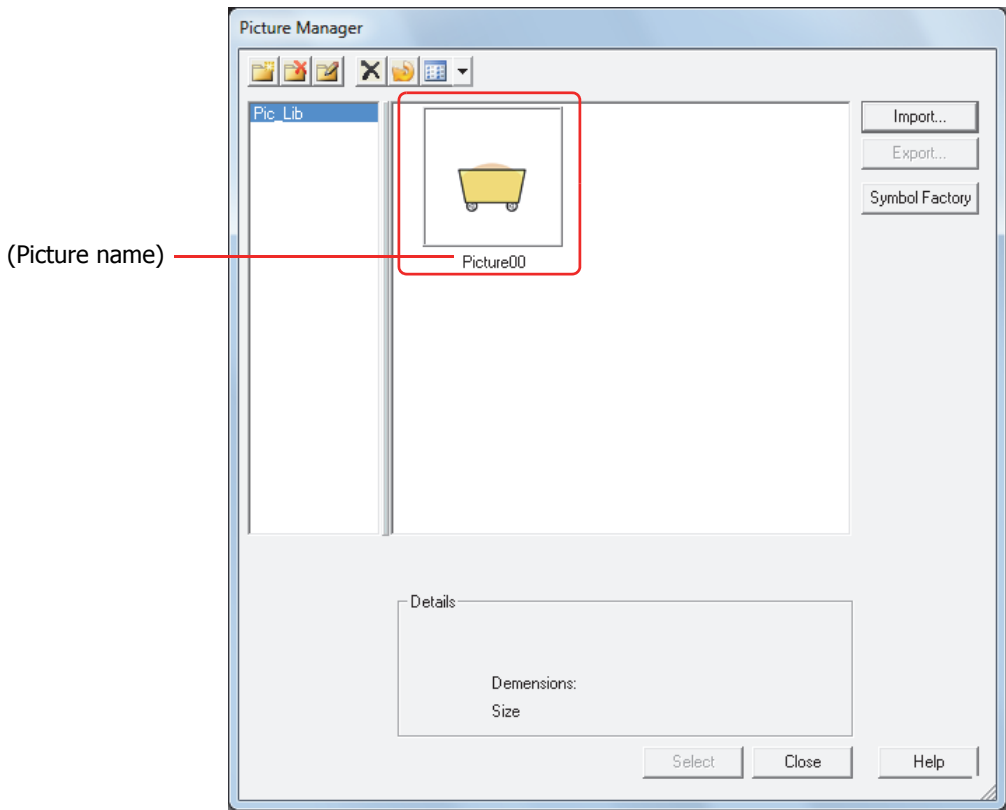 Picture Manager
Pic_Lib
Import...
Export...
Symbol Factory
(Picture name)
Picture00
Details
Demensions:
Size
Select
Close
Help